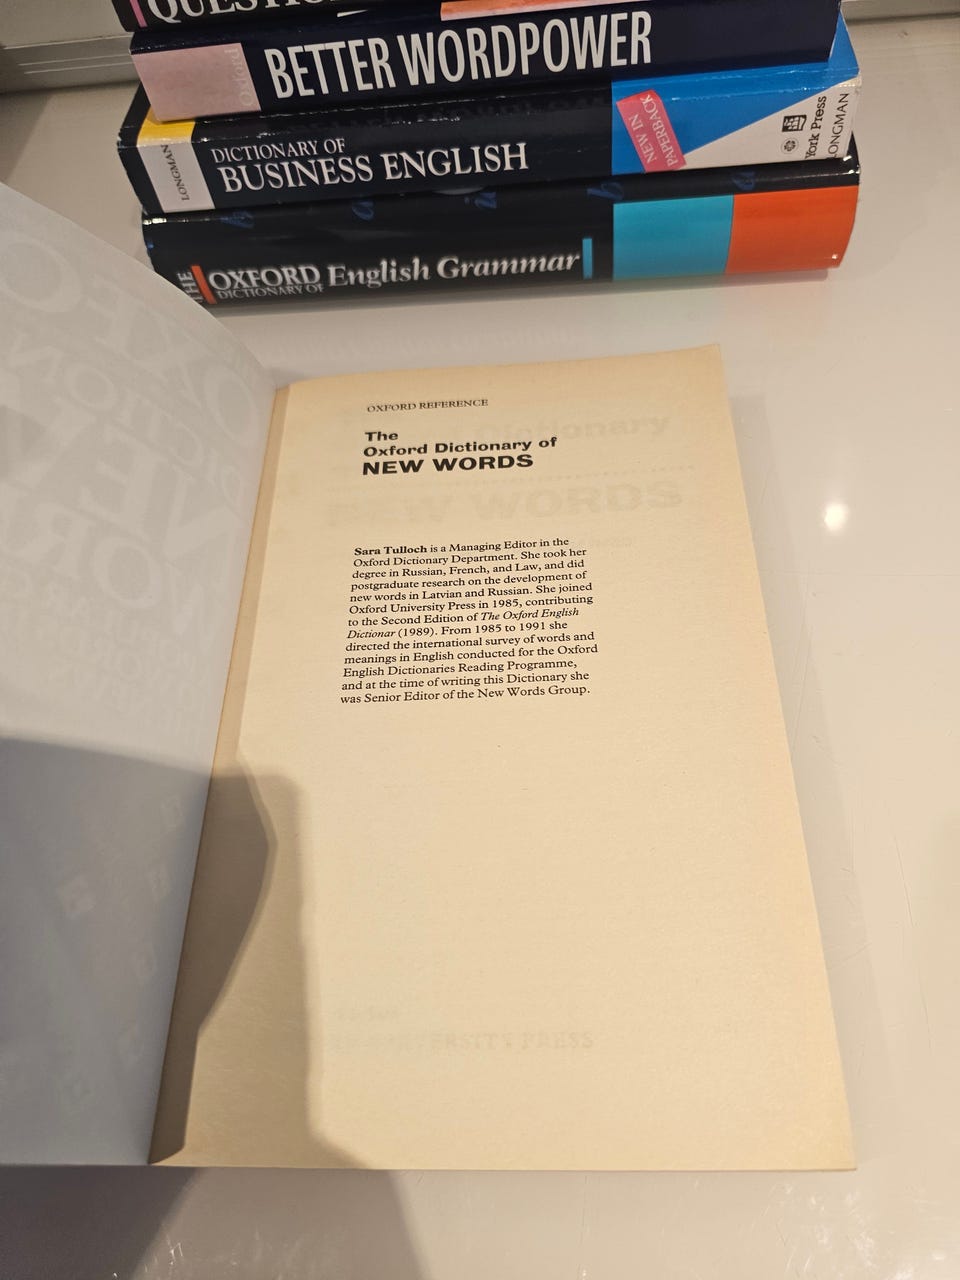 QUESTIO
Oxford
BETTER WORDPOWER
LONGMAN
DICTIONARY OF
BUSINESS ENGLISH
NEW IN
PAPERBACK
York Press
LONGMAN
THE
OXFORD
DICTIONARY OF
English Grammar
OXFORD REFERENCE
The
Oxford Dictionary of
NEW WORDS
Sara Tulloch is a Managing Editor in the
Oxford Dictionary Department. She took her
degree in Russian, French, and Law, and did
postgraduate research on the development of
new words in Latvian and Russian. She joined
Oxford University Press in 1985, contributing
to the Second Edition of The Oxford English
Dictionar (1989). From 1985 to 1991 she
directed the international survey of words and
meanings in English conducted for the Oxford
English Dictionaries Reading Programme,
and at the time of writing this Dictionary she
was Senior Editor of the New Words Group.